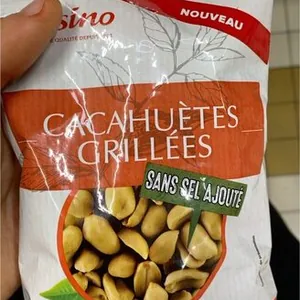 sino
NOUVEAU
QUALITÉ DEPUIS
CACAHUÈTES
GRILLÉES
SANS SEL AJOUTÉ